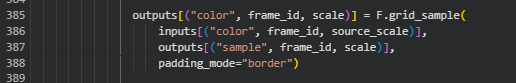 385 outputs[("color", frame_id, scale)] = F.grid_sample(
386 inputs[("color", frame_id, source_scale)],
387 outputs[("sample", frame_id, scale)],
388 padding_mode="border")
389